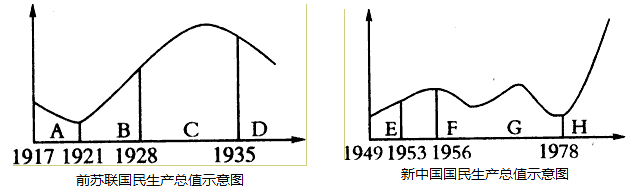 A B C D
1917 1921 1928 1935
前苏联国民生产总值示意图
E F G H
1949 1953 1956 1978
新中国国民生产总值示意图